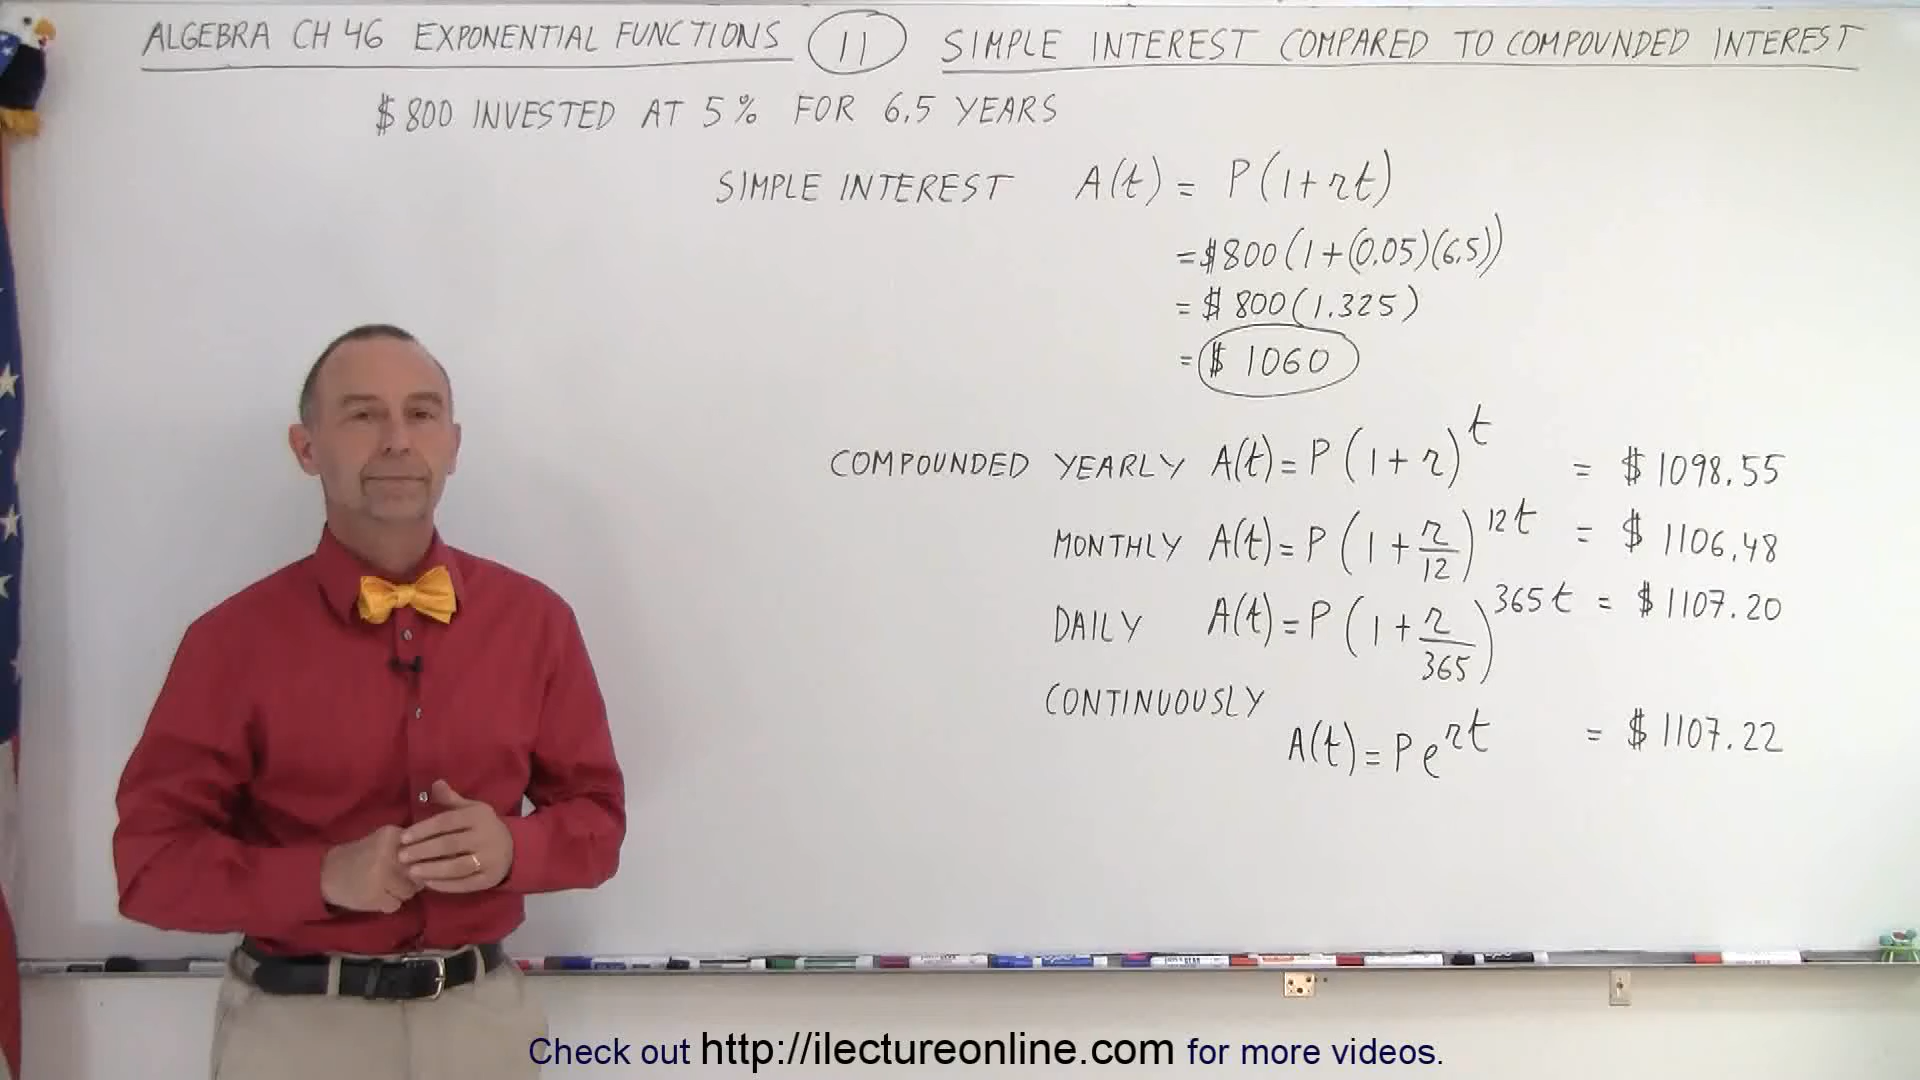 ALGEBRA CH 46 EXPONENTIAL FUNCTIONS 11 SIMPLE INTEREST COMPARED TO COMPOUNDED INTEREST
$800 INVESTED AT 5% FOR 6.5 YEARS
SIMPLE INTEREST A(t) = P(1+rt)
= $800(1+(0.05)(6.5))
= $800(1.325)
= $1060
COMPOUNDED YEARLY A(t) = P(1+r)^t = $1098.55
MONTHLY A(t) = P(1+r/12)^12t = $1106.48
DAILY A(t) = P(1+r/365)^365t = $1107.20
CONTINUOUSLY
A(t) = Pe^rt = $1107.22
Check out http://ilectureonline.com for more videos.